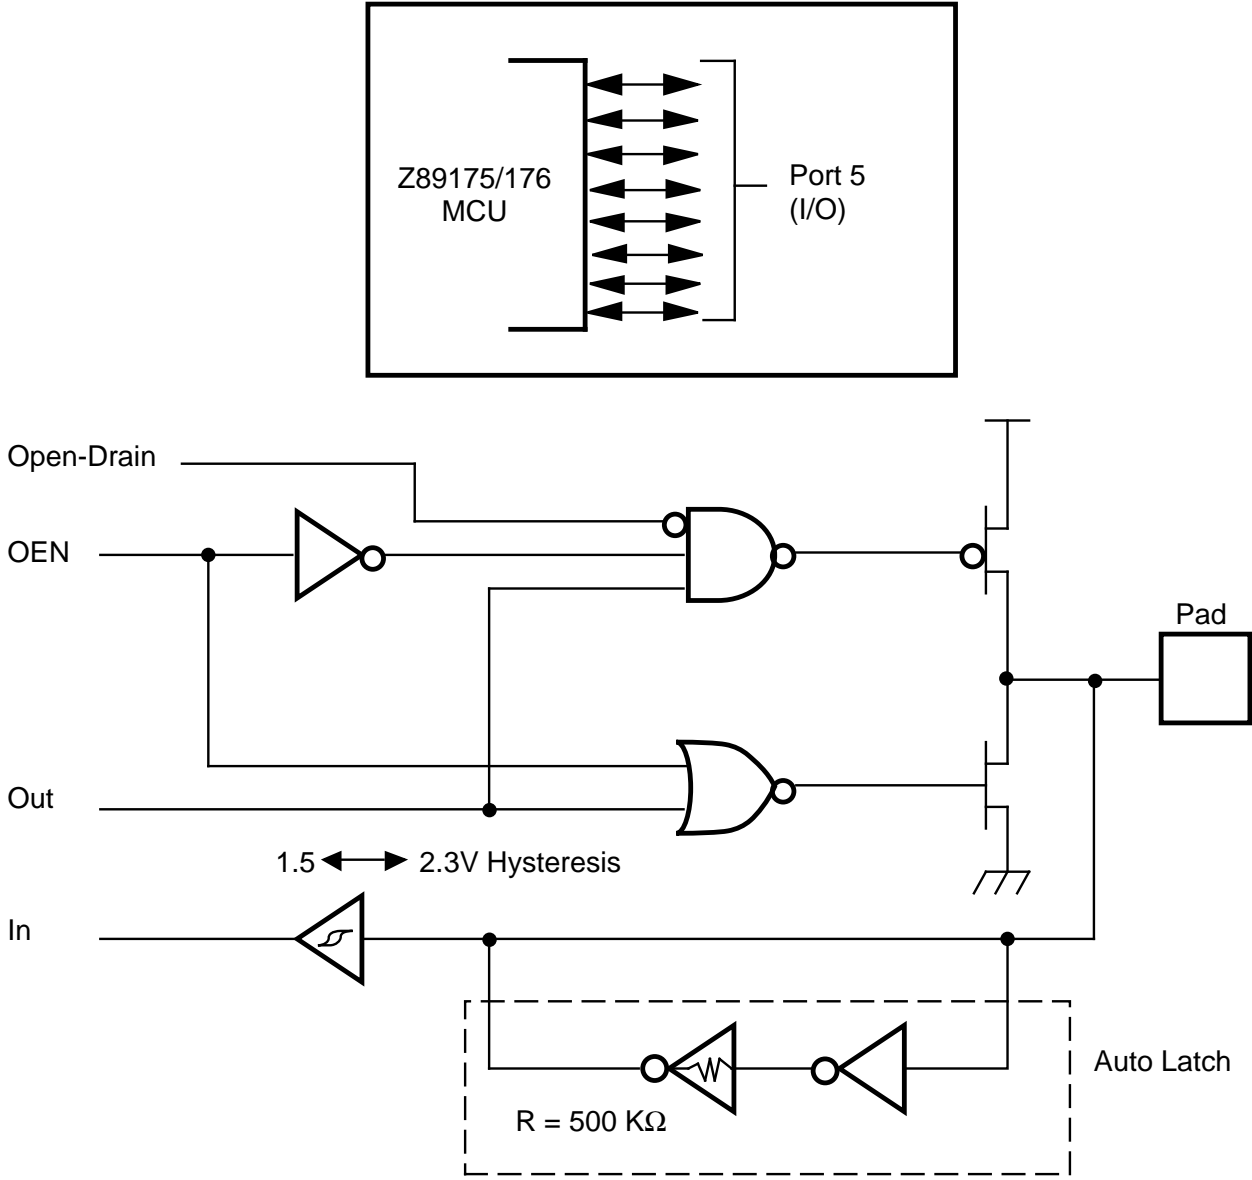 Z89175/176
MCU
Port 5
(I/O)
Open-Drain
OEN
Pad
Out
1.5 2.3V Hysteresis
In
Auto Latch
R = 500 KΩ